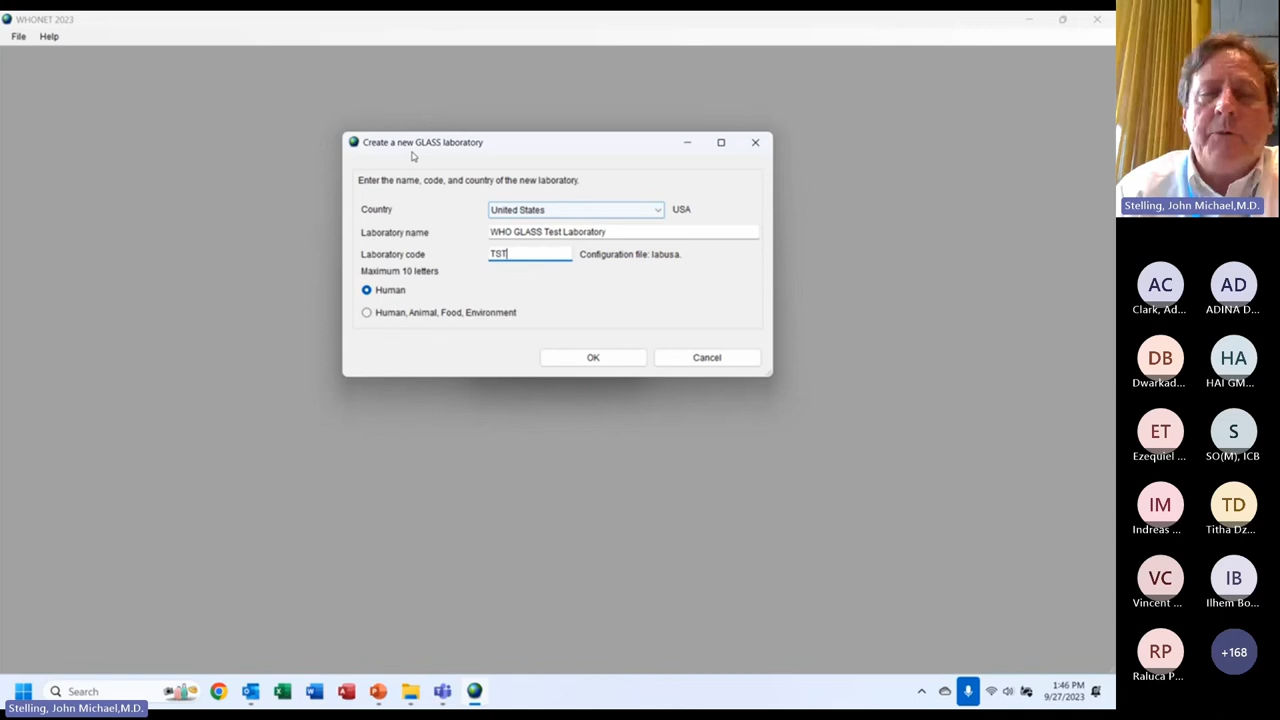 WHONET 2023
File Help
Create a new GLASS laboratory
Enter the name, code, and country of the new laboratory.
Country United States USA
Laboratory name WHO GLASS Test Laboratory
Laboratory code TST Configuration file: labusa.
Maximum 10 letters
Human
Human, Animal, Food, Environment
OK Cancel
Search
1:46 PM
9/27/2023
Stelling, John Michael,M.D.
Stelling, John Michael,M.D.
AC AD
Clark, Ad... ADINA D...
DB HA
Dwarkad... HAI GM...
ET S
Ezequiel ... SO(M), ICB
IM TD
Indreas ... Titha Dz...
VC IB
Vincent ... Ilhem Bo...
RP +168
Raluca P...